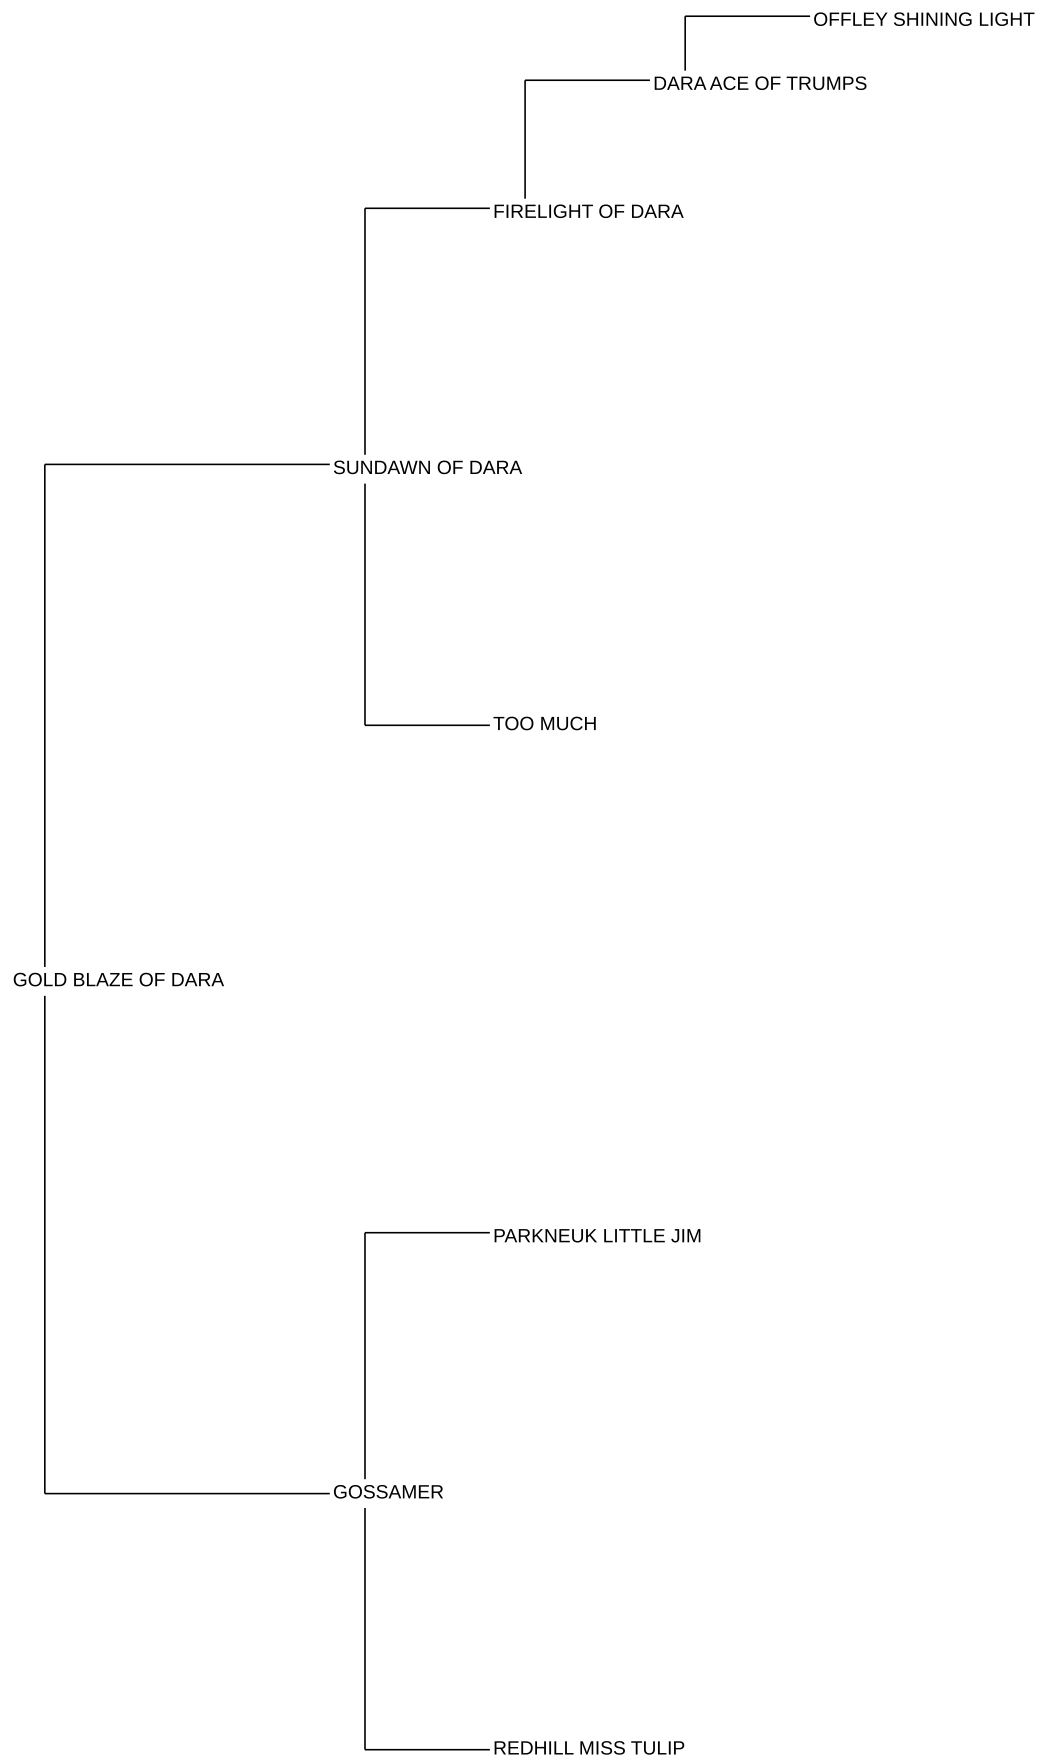 OFFLEY SHINING LIGHT
DARA ACE OF TRUMPS
FIRELIGHT OF DARA
SUNDAWN OF DARA
TOO MUCH
GOLD BLAZE OF DARA
PARKNEUK LITTLE JIM
GOSSAMER
REDHILL MISS TULIP